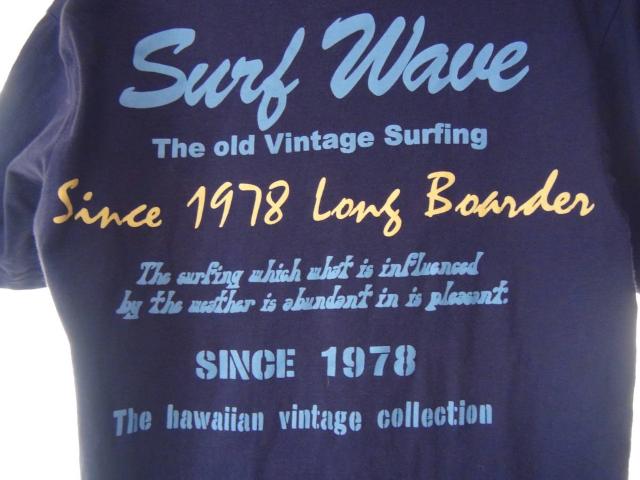 Surf Wave
The old Vintage Surfing
Since 1978 Long Boarder
The surfing which what is influenced
by the weather is abundant in is pleasant.
SINCE 1978
The hawaiian vintage collection